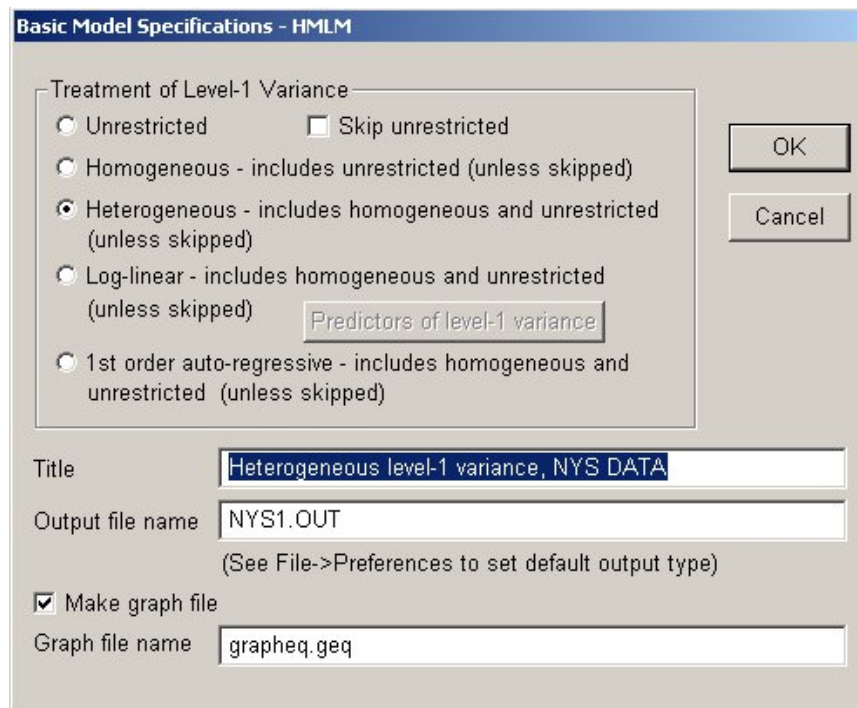 Basic Model Specifications - HMLM
Treatment of Level-1 Variance
Unrestricted
Skip unrestricted
Homogeneous - includes unrestricted (unless skipped)
Heterogeneous - includes homogeneous and unrestricted
(unless skipped)
Log-linear - includes homogeneous and unrestricted
(unless skipped)
Predictors of level-1 variance
1st order auto-regressive - includes homogeneous and
unrestricted (unless skipped)
OK
Cancel
Title
Heterogeneous level-1 variance, NYS DATA
Output file name
NYS1.OUT
(See File->Preferences to set default output type)
Make graph file
Graph file name
grapheq.geq